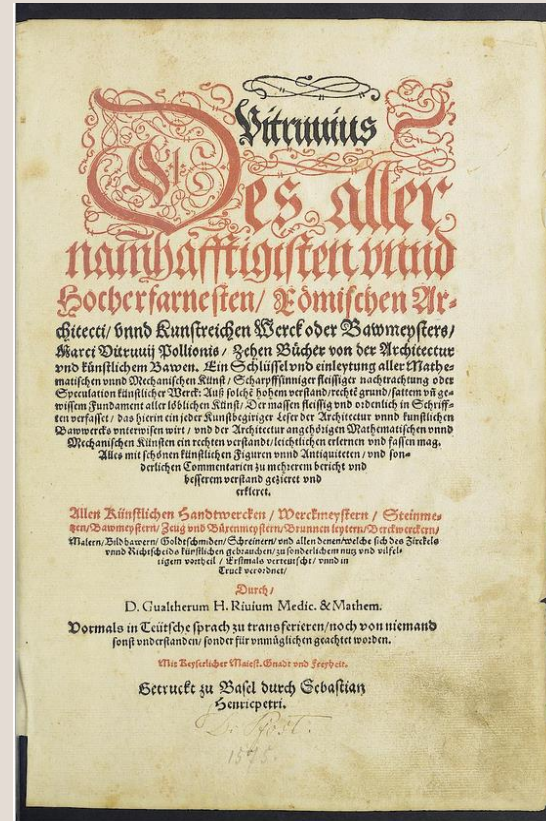 Vitruuius
Des aller
namhafftigisten vnnd
Hocherfarnesten/ Römischen Ar-
chitecti/ vnnd Kunstreichen Werck oder Bawmeysters/
Marci Vitruuij Pollionis/ Zehen Bücher von der Architectur
vnd künstlichem Bawen. Ein Schlüssel vnd einleytung aller Mathe-
matischen vnnd Mechanischen Künst/ Scharpffsinniger fleissiger nachtrachtung oder
Speculation künstlicher Werck: Auß solchē hohem verstand/ rechtē grund/ sattem vñ ge-
wissem Fundament aller löblichen Künst/ Der massen fleissig vnd ordenlich in Schriff-
ten verfasset/ das hierin ein jeder Kunstbegiriger Leser der Architectur vnnd künstlichen
Bawwercks vnterwisen wirt/ vnd der Architectur angehörigen Mathematischen vnnd
Mechanischen Künsten ein rechten verstandt/ leichtlichen erlernen vnd fassen mag.
Alles mit schönen künstlichen Figuren vnnd Antiquiteten/ vnd son-
derlichen Commentarien zu mehrerem bericht vnd
besserem verstand gezieret vnd
erkleret.
Allen Künstlichen Handtwercken/ Werckmeystern/ Steinme-
tzen/ Bawmeystern/ Zeug vnd Büxenmeystern/ Brunnen leytern/ Berckwerckern/
Malern/ Bildhawern/ Goldtschmiden/ Schreinern/ vnd allen denen/ welche sich des Zirckels
vnnd Richtscheids künstlichen gebrauchen/ zu sonderlichem nutz vnd vilfel-
tigem vortheil/ Erstmals verteutscht/ vnnd in
Truck verordnet/
Durch/
D. Gualtherum H. Riuium Medic. & Mathem.
Vormals in Teütsche sprach zu transferieren/ noch von niemand
sonst vnderstanden/ sonder für vnmüglichen geachtet worden.
Mit Keyserlicher Maiest. Gnadt vnd Freyheit.
Getruckt zu Basel durch Sebastian
Henricpetri.
1575.